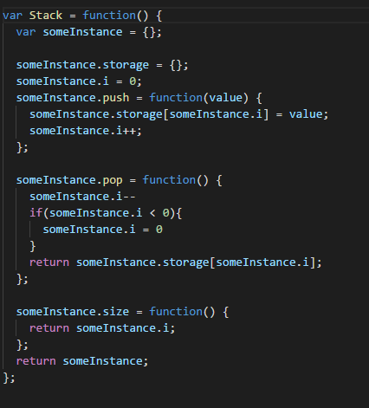 var Stack = function() {
  var someInstance = {};

  someInstance.storage = {};
  someInstance.i = 0;
  someInstance.push = function(value) {
    someInstance.storage[someInstance.i] = value;
    someInstance.i++;
  };

  someInstance.pop = function() {
    someInstance.i--
    if(someInstance.i < 0){
      someInstance.i = 0
    }
    return someInstance.storage[someInstance.i];
  };

  someInstance.size = function() {
    return someInstance.i;
  };
  return someInstance;
};